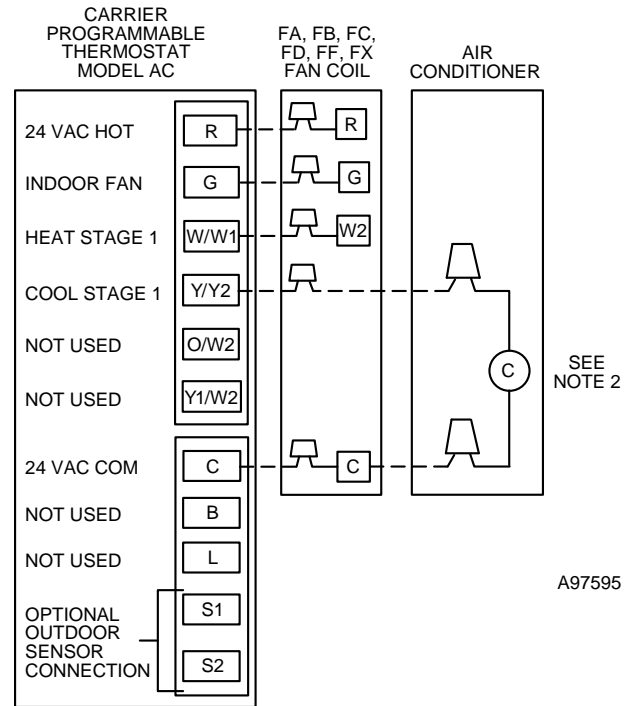 CARRIER
PROGRAMMABLE
THERMOSTAT
MODEL AC
FA, FB, FC,
FD, FF, FX
FAN COIL
AIR
CONDITIONER
24 VAC HOT R R
INDOOR FAN G G
HEAT STAGE 1 W/W1 W2
COOL STAGE 1 Y/Y2
NOT USED O/W2
C
SEE
NOTE 2
NOT USED Y1/W2
24 VAC COM C C
NOT USED B
NOT USED L
A97595
OPTIONAL
OUTDOOR
SENSOR
CONNECTION
S1
S2